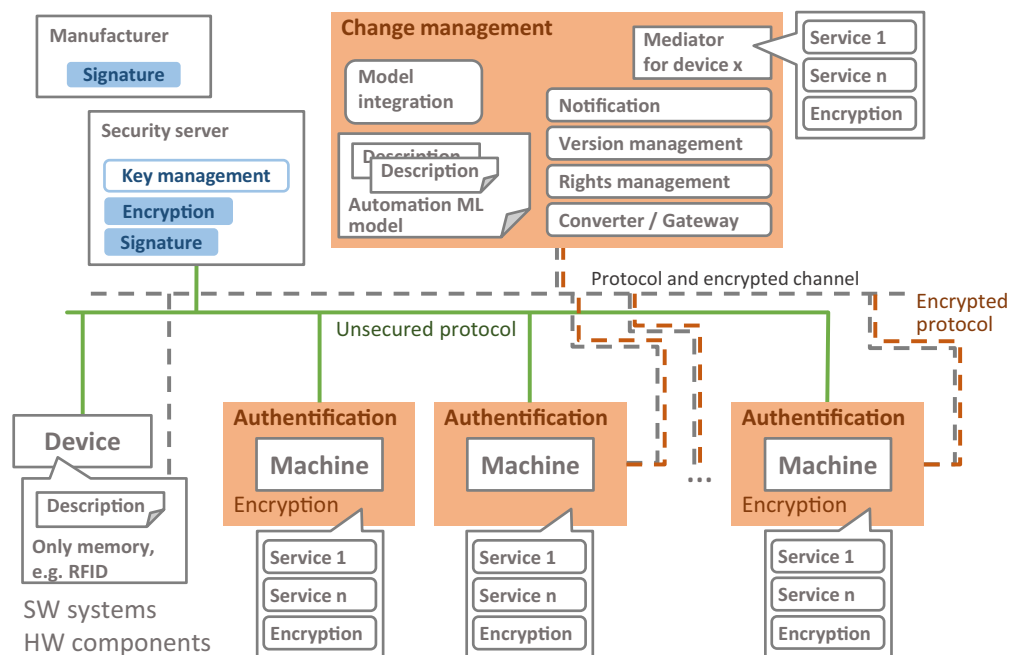 Manufacturer
Signature
Security server
Key management
Encryption
Signature
Change management
Model
integration
Description
Description
Automation ML
model
Mediator
for device x
Notification
Version management
Rights management
Converter / Gateway
Service 1
Service n
Encryption
Protocol and encrypted channel
Encrypted
protocol
Unsecured protocol
Device
Description
Only memory,
e.g. RFID
SW systems
HW components
Authentification
Machine
Encryption
Service 1
Service n
Encryption
Authentification
Machine
Service 1
Service n
Encryption
...
Authentification
Machine
Encryption
Service 1
Service n
Encryption